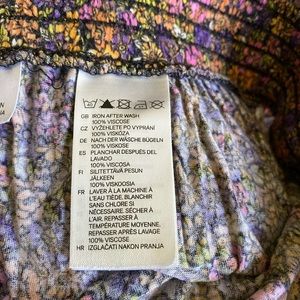 GB IRON AFTER WASH
100% VISCOSE
CZ VYŽEHLETE PO VYPRÁNÍ
100% VISKÓZA
DE NACH DER WÄSCHE BÜGELN
100% VISKOSE
ES PLANCHAR DESPUÉS DEL
LAVADO
100% VISCOSA
FI SILITETTÄVÄ PESUN
JÄLKEEN
100% VISKOOSIA
FR LAVER À LA MACHINE À
L'EAU TIÈDE, BLANCHIR
SANS CHLORE SI
NÉCESSAIRE. SÉCHER À
L'AIR. REPASSER À
TEMPÉRATURE MOYENNE
APRÈS LAVAGE
100% VISCOSE
HR IZGLAČATI NAKON PRANJA